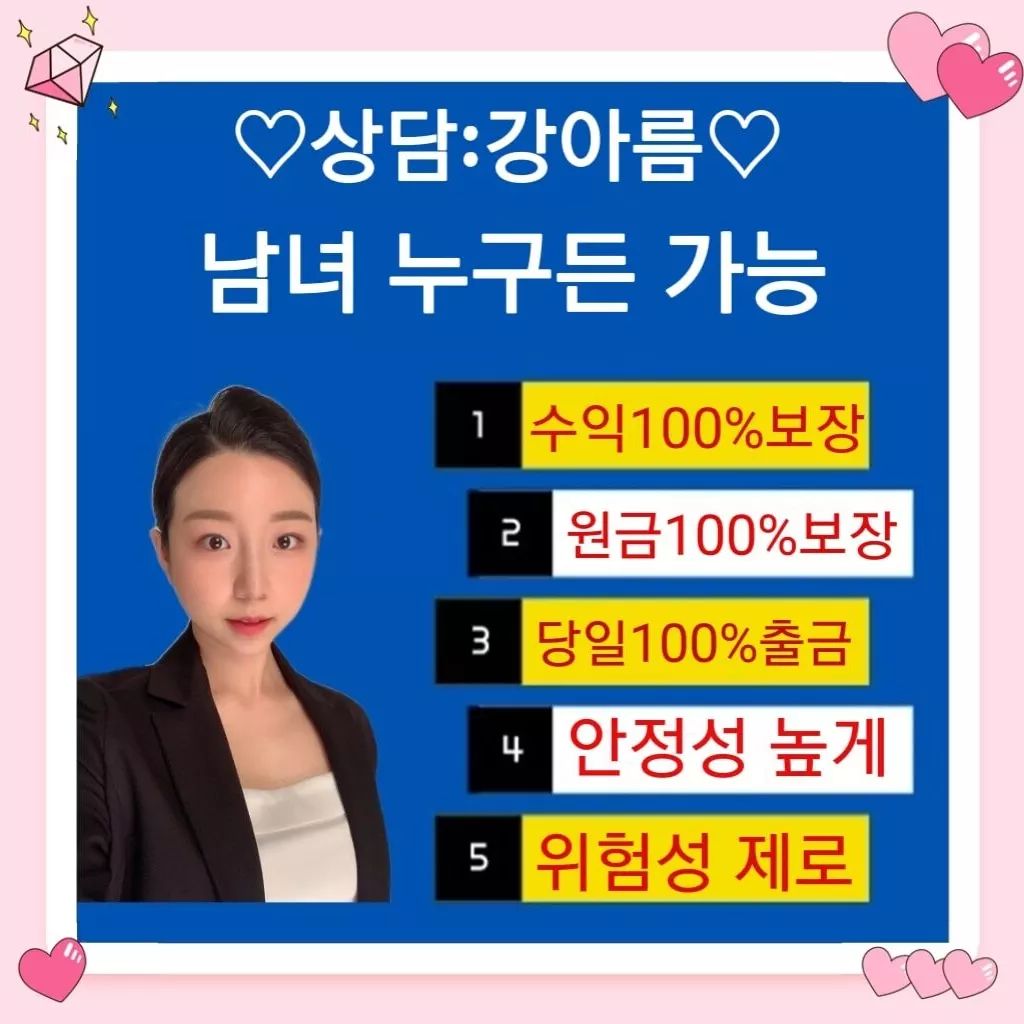 ♡상담:강아름♡
남녀 누구든 가능
1 수익100%보장
2 원금100%보장
3 당일100%출금
4 안정성 높게
5 위험성 제로